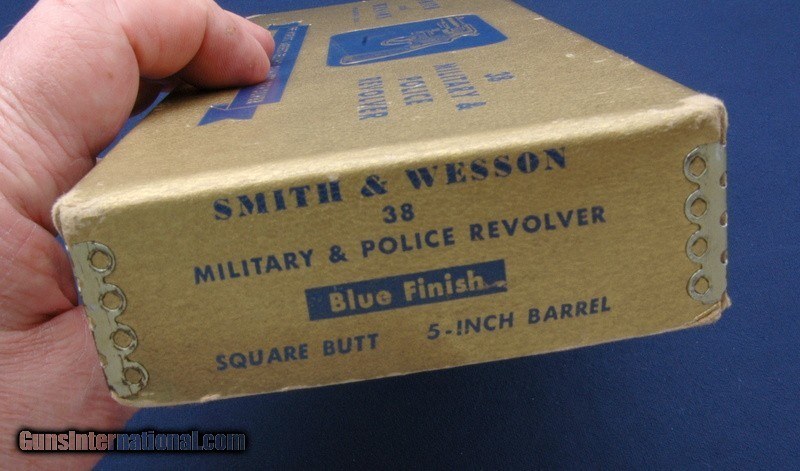 38
MILITARY &
POLICE
REVOLVER
SMITH & WESSON
38
MILITARY & POLICE REVOLVER
Blue Finish
SQUARE BUTT 5-INCH BARREL
GunsInternational.com